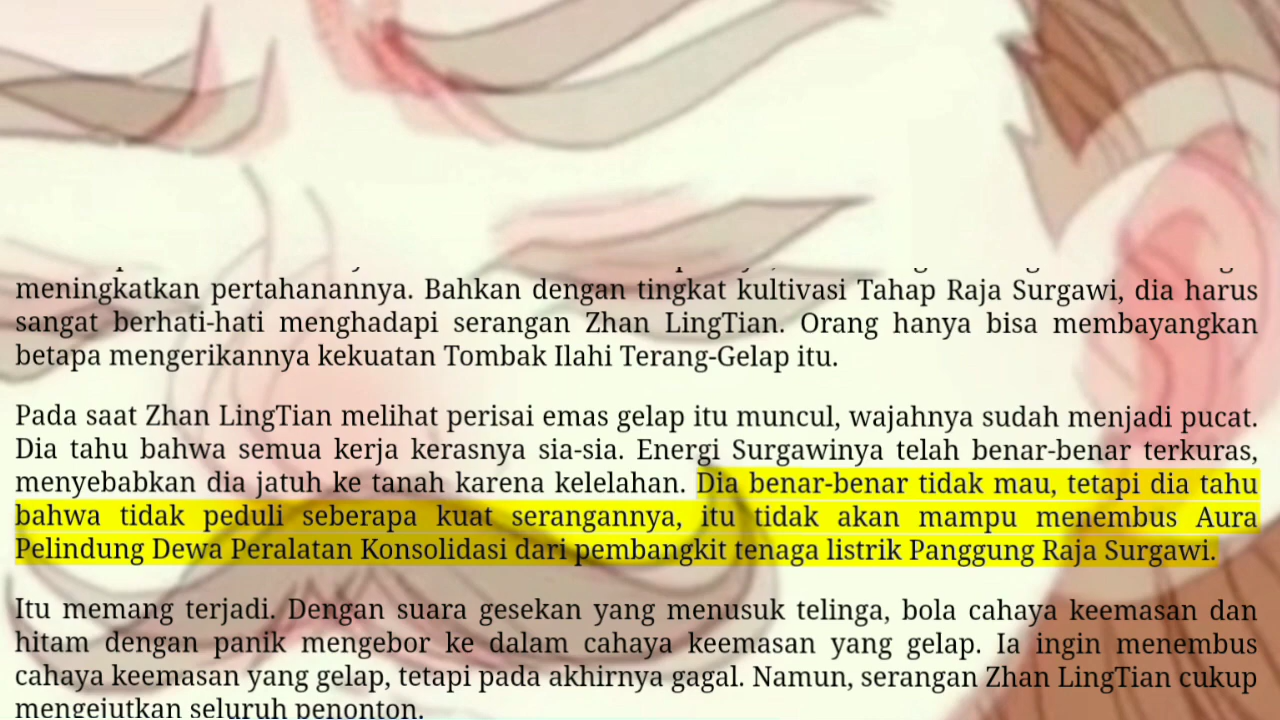 meningkatkan pertahanannya. Bahkan dengan tingkat kultivasi Tahap Raja Surgawi, dia harus
sangat berhati-hati menghadapi serangan Zhan LingTian. Orang hanya bisa membayangkan
betapa mengerikannya kekuatan Tombak Ilahi Terang-Gelap itu.
Pada saat Zhan LingTian melihat perisai emas gelap itu muncul, wajahnya sudah menjadi pucat.
Dia tahu bahwa semua kerja kerasnya sia-sia. Energi Surgawinya telah benar-benar terkuras,
menyebabkan dia jatuh ke tanah karena kelelahan. Dia benar-benar tidak mau, tetapi dia tahu
bahwa tidak peduli seberapa kuat serangannya, itu tidak akan mampu menembus Aura
Pelindung Dewa Peralatan Konsolidasi dari pembangkit tenaga listrik Panggung Raja Surgawi.
Itu memang terjadi. Dengan suara gesekan yang menusuk telinga, bola cahaya keemasan dan
hitam dengan panik mengebor ke dalam cahaya keemasan yang gelap. Ia ingin menembus
cahaya keemasan yang gelap, tetapi pada akhirnya gagal. Namun, serangan Zhan LingTian cukup
mengejutkan seluruh penonton.